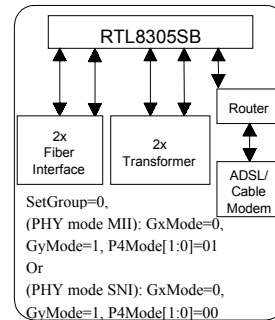 RTL8305SB
2x
Fiber
Interface
2x
Transformer
Router
ADSL/
Cable
Modem
SetGroup=0,
(PHY mode MII): GxMode=0,
GyMode=1, P4Mode[1:0]=01
Or
(PHY mode SNI): GxMode=0,
GyMode=1, P4Mode[1:0]=00